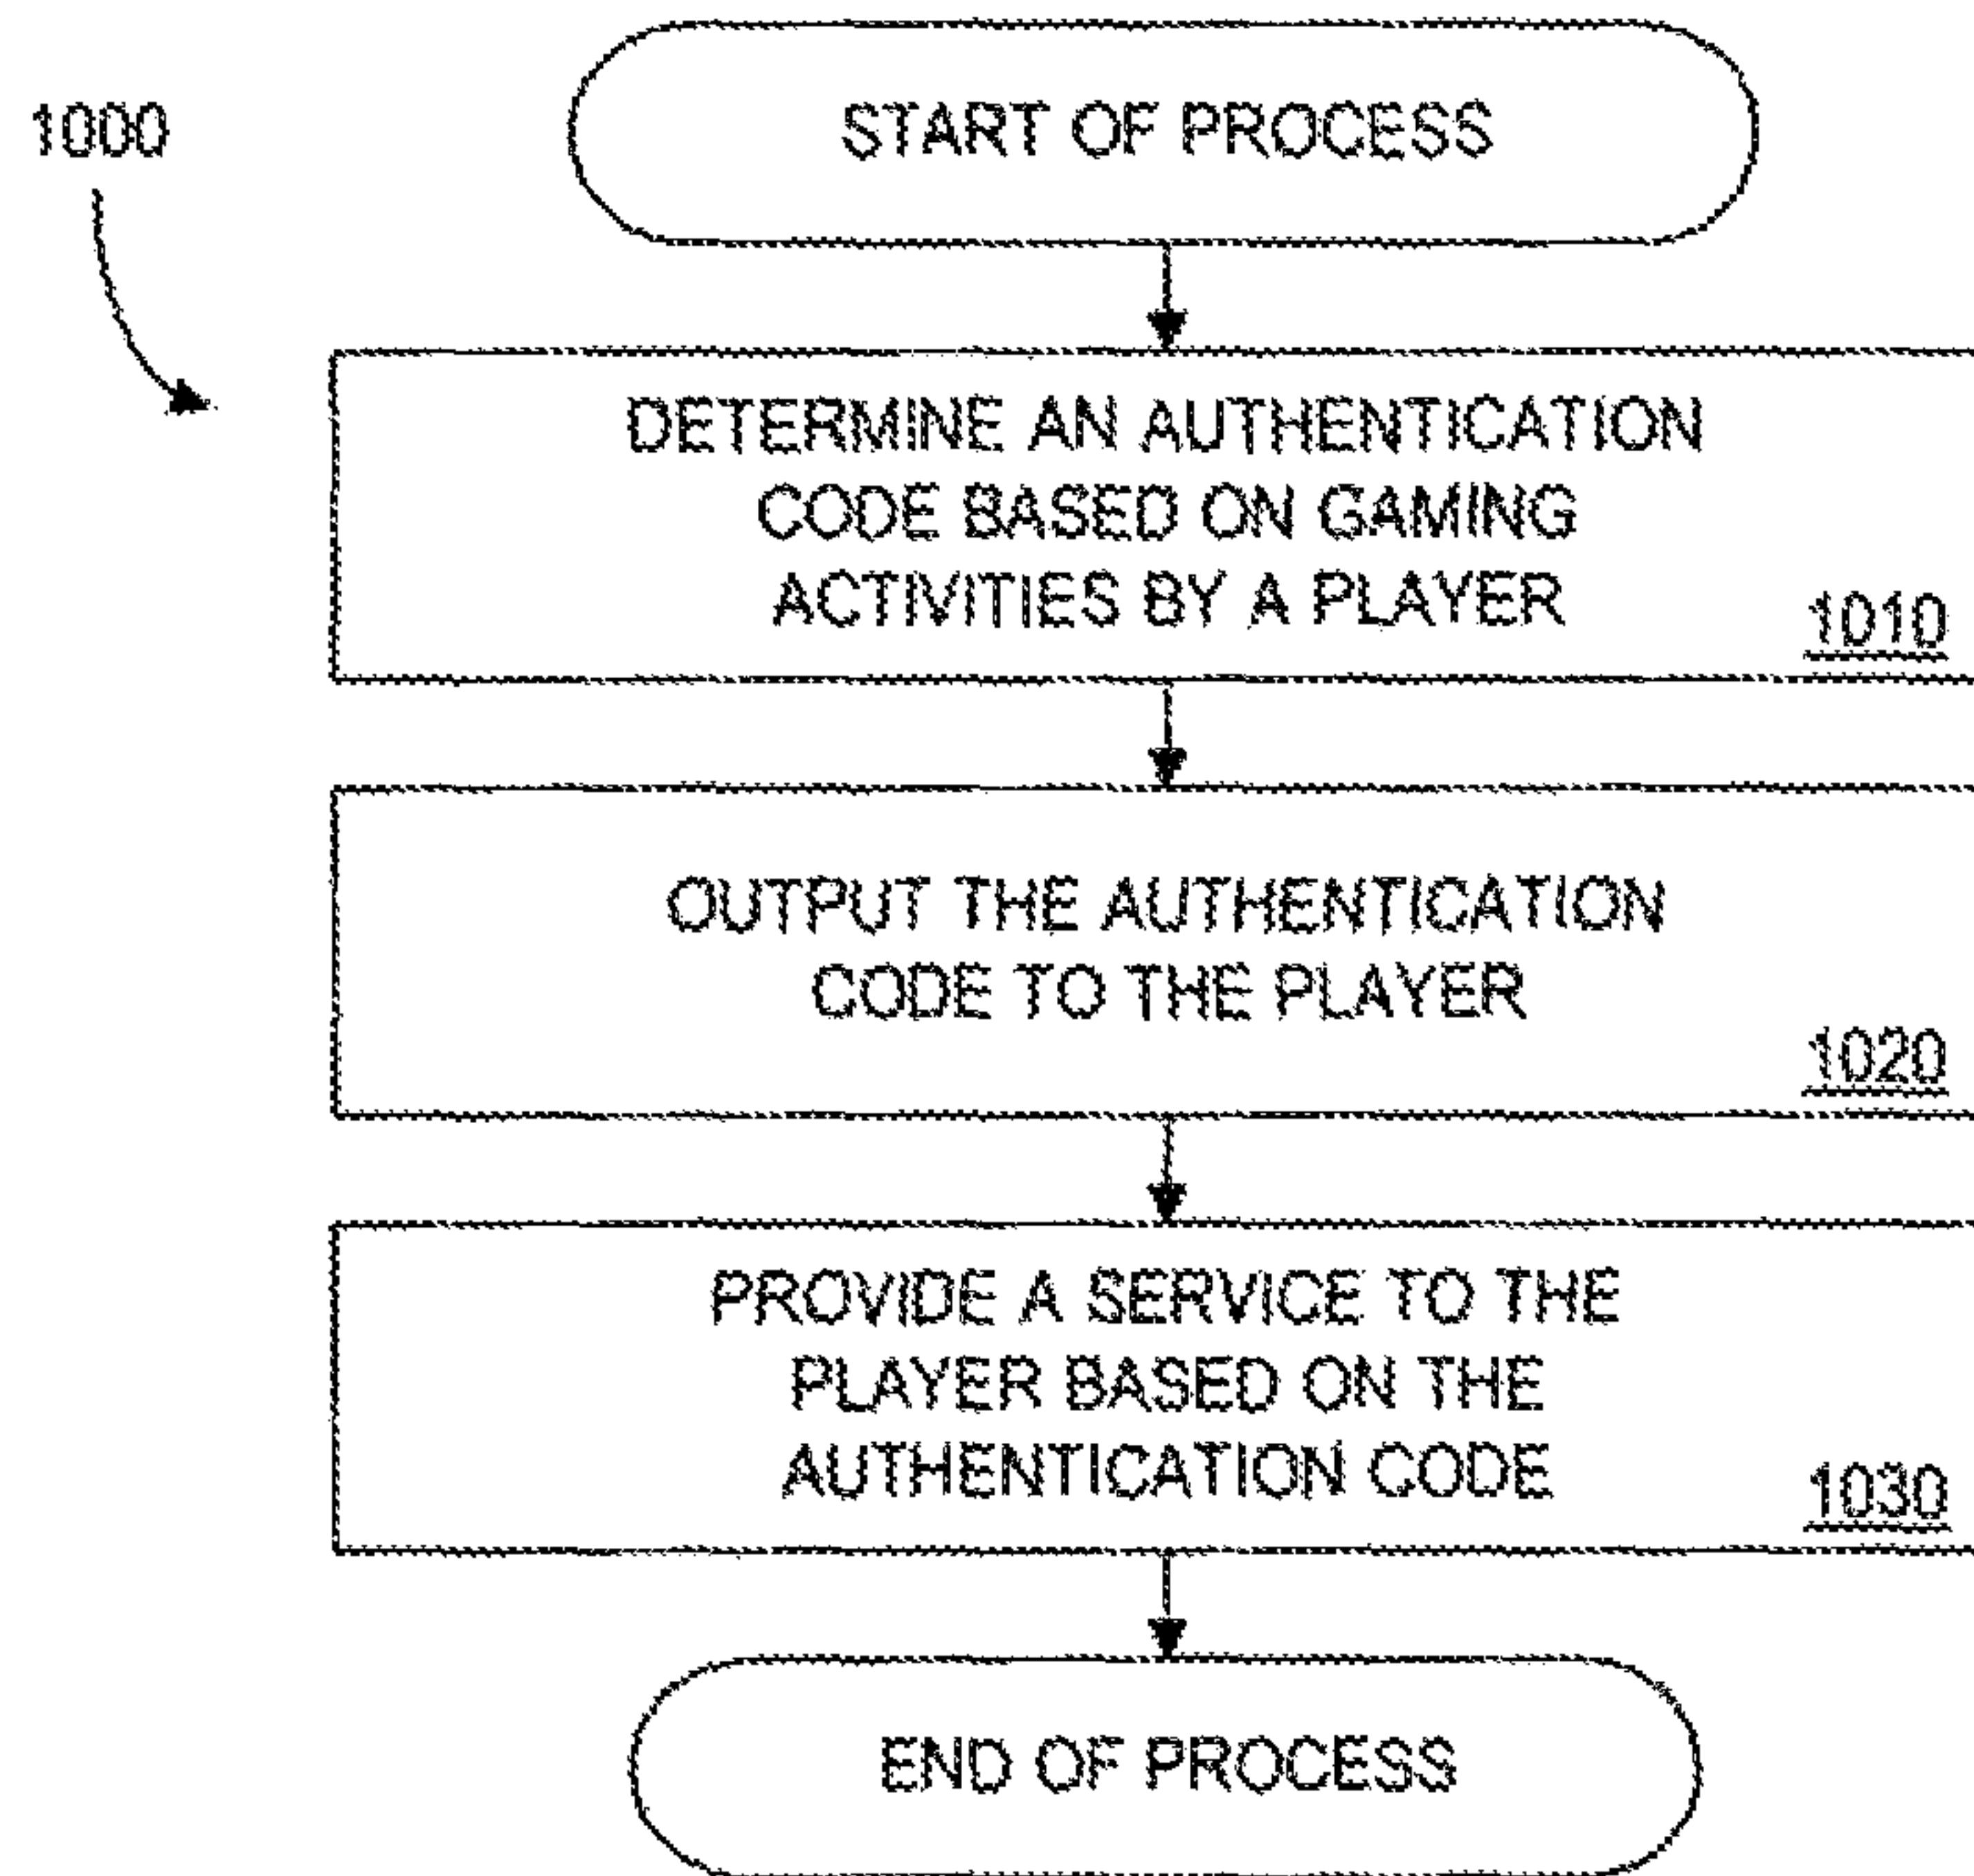 1000
START OF PROCESS
DETERMINE AN AUTHENTICATION
CODE BASED ON GAMING
ACTIVITIES BY A PLAYER
1010
OUTPUT THE AUTHENTICATION
CODE TO THE PLAYER
1020
PROVIDE A SERVICE TO THE
PLAYER BASED ON THE
AUTHENTICATION CODE
1030
END OF PROCESS